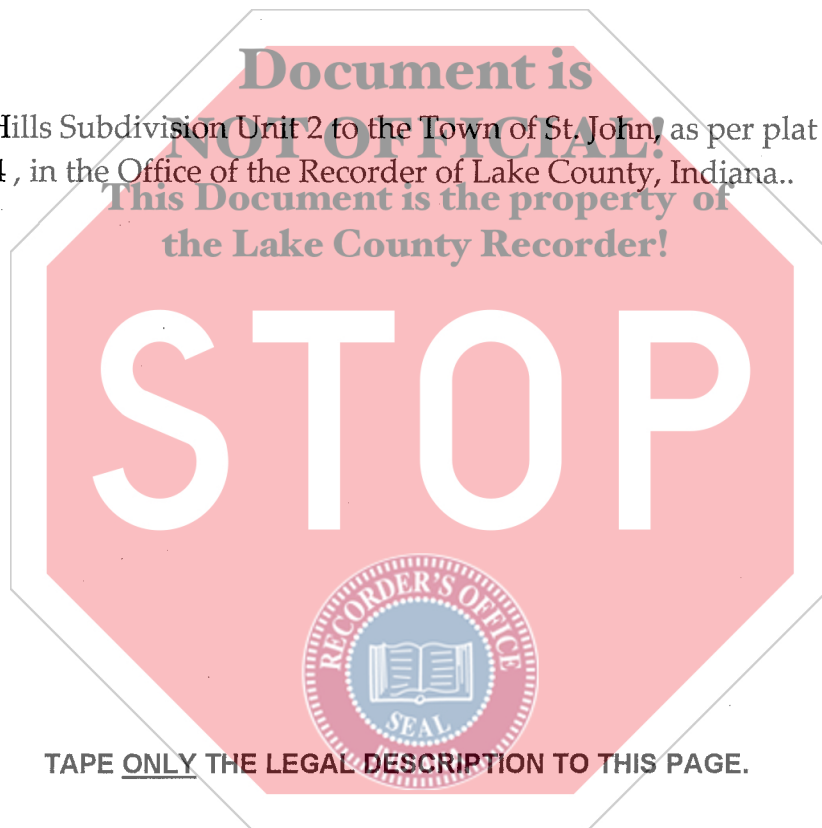 Document is
Hills Subdivision Unit 2 to the Town of St. John, as per plat
NOT OFFICIAL!
, in the Office of the Recorder of Lake County, Indiana..
This Document is the property of
the Lake County Recorder!
STOP
RECORDER'S OFFICE
SEAL
TAPE ONLY THE LEGAL DESCRIPTION TO THIS PAGE.